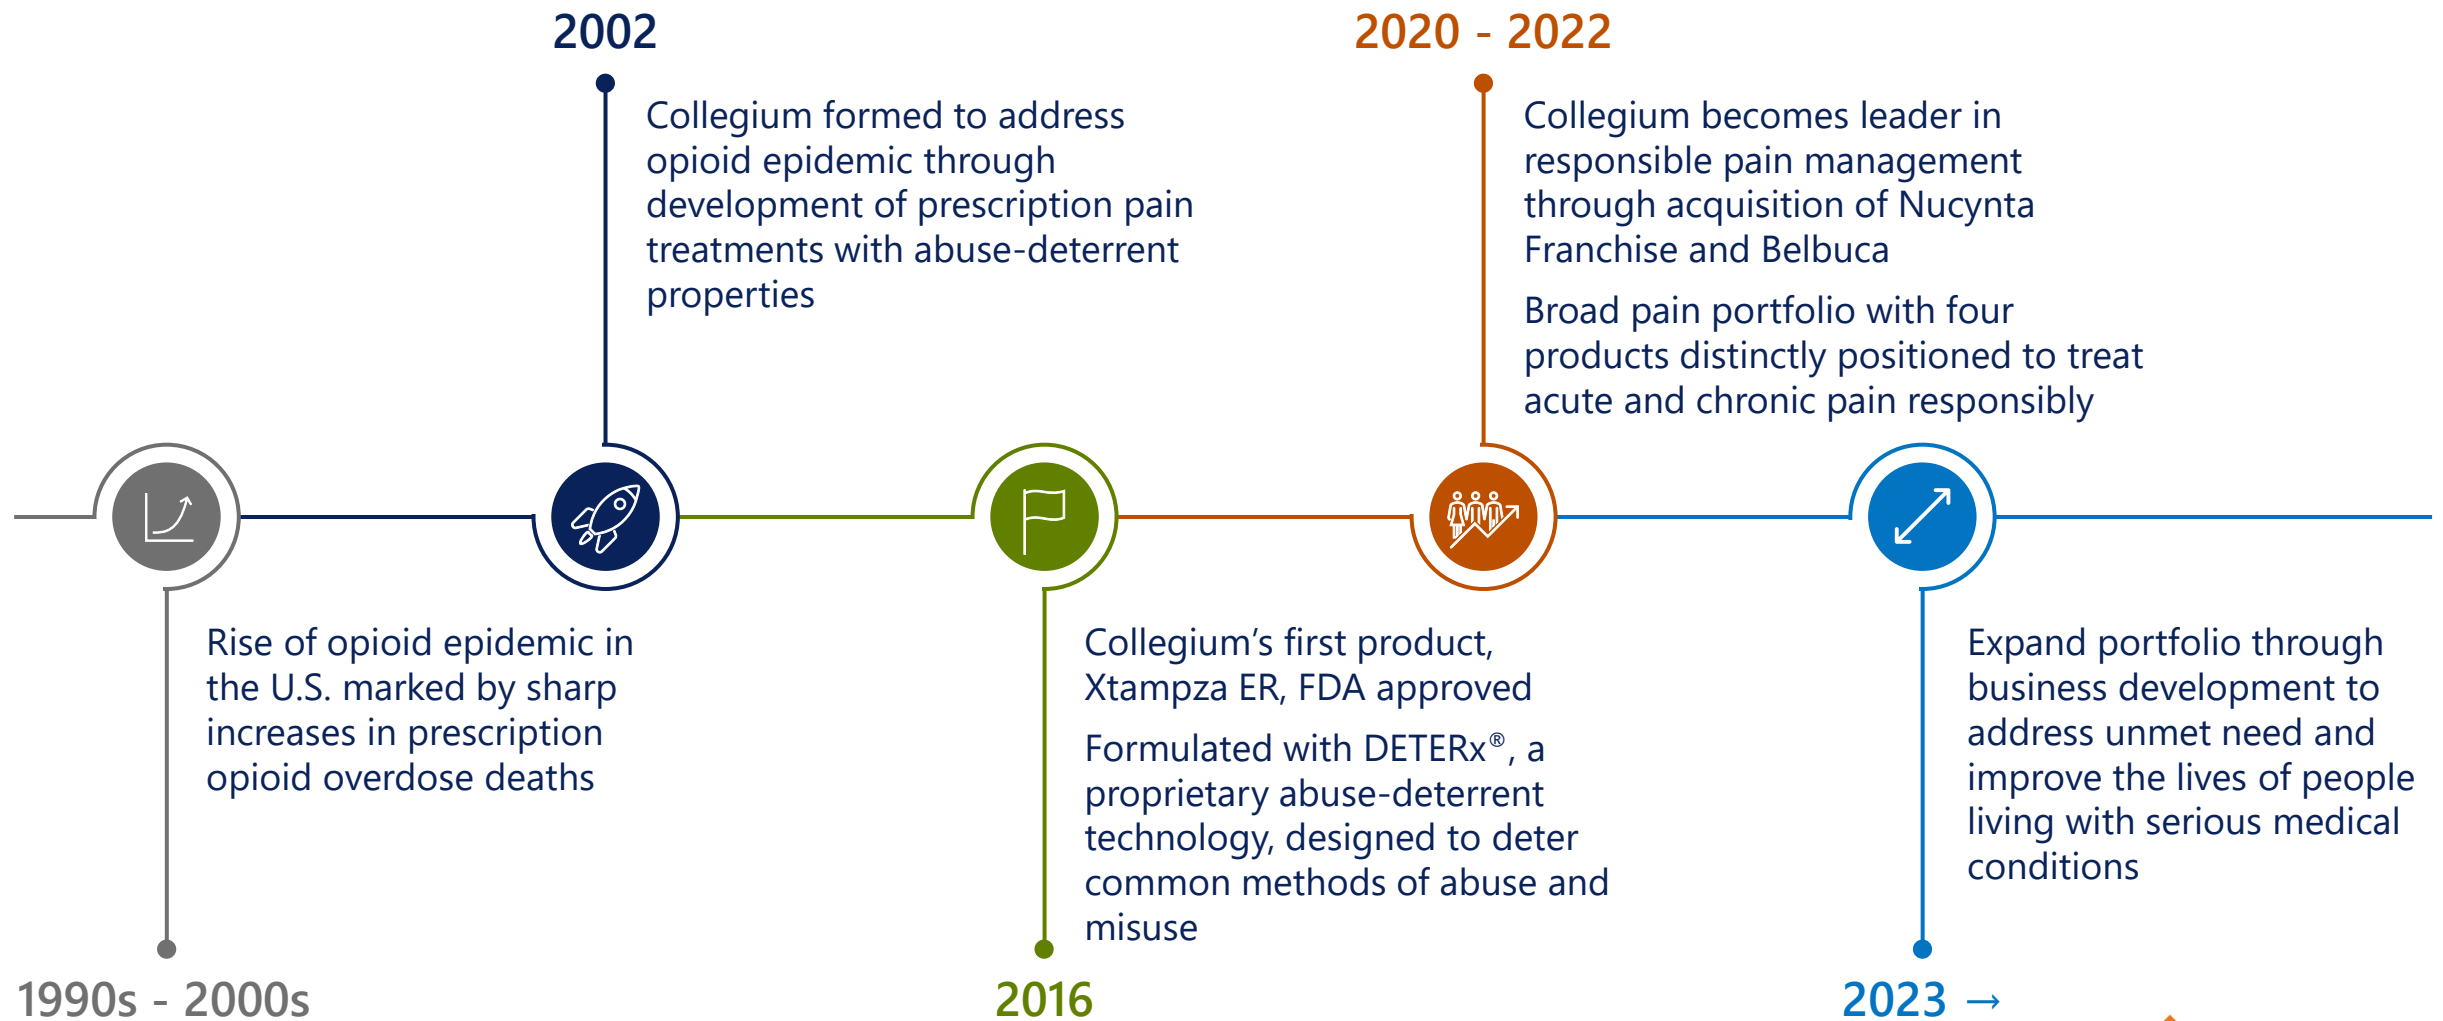 2002
Collegium formed to address
opioid epidemic through
development of prescription pain
treatments with abuse-deterrent
properties
2020 - 2022
Collegium becomes leader in
responsible pain management
through acquisition of Nucynta
Franchise and Belbuca
Broad pain portfolio with four
products distinctly positioned to treat
acute and chronic pain responsibly
Rise of opioid epidemic in
the U.S. marked by sharp
increases in prescription
opioid overdose deaths
1990s - 2000s
Collegium’s first product,
Xtampza ER, FDA approved
Formulated with DETERx®, a
proprietary abuse-deterrent
technology, designed to deter
common methods of abuse and
misuse
2016
Expand portfolio through
business development to
address unmet need and
improve the lives of people
living with serious medical
conditions
2023 →